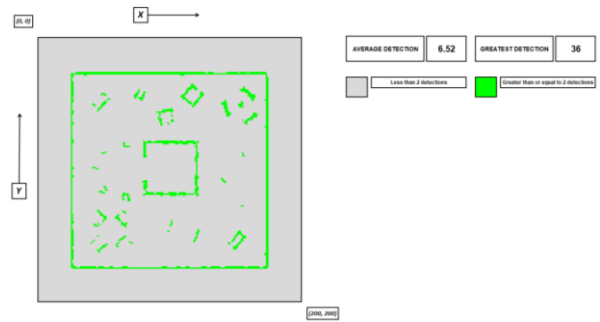 [0, 0]
X
AVERAGE DETECTION
6.52
GREATEST DETECTION
36
Less than 2 detections
Greater than or equal to 2 detections
Y
[200, 200]